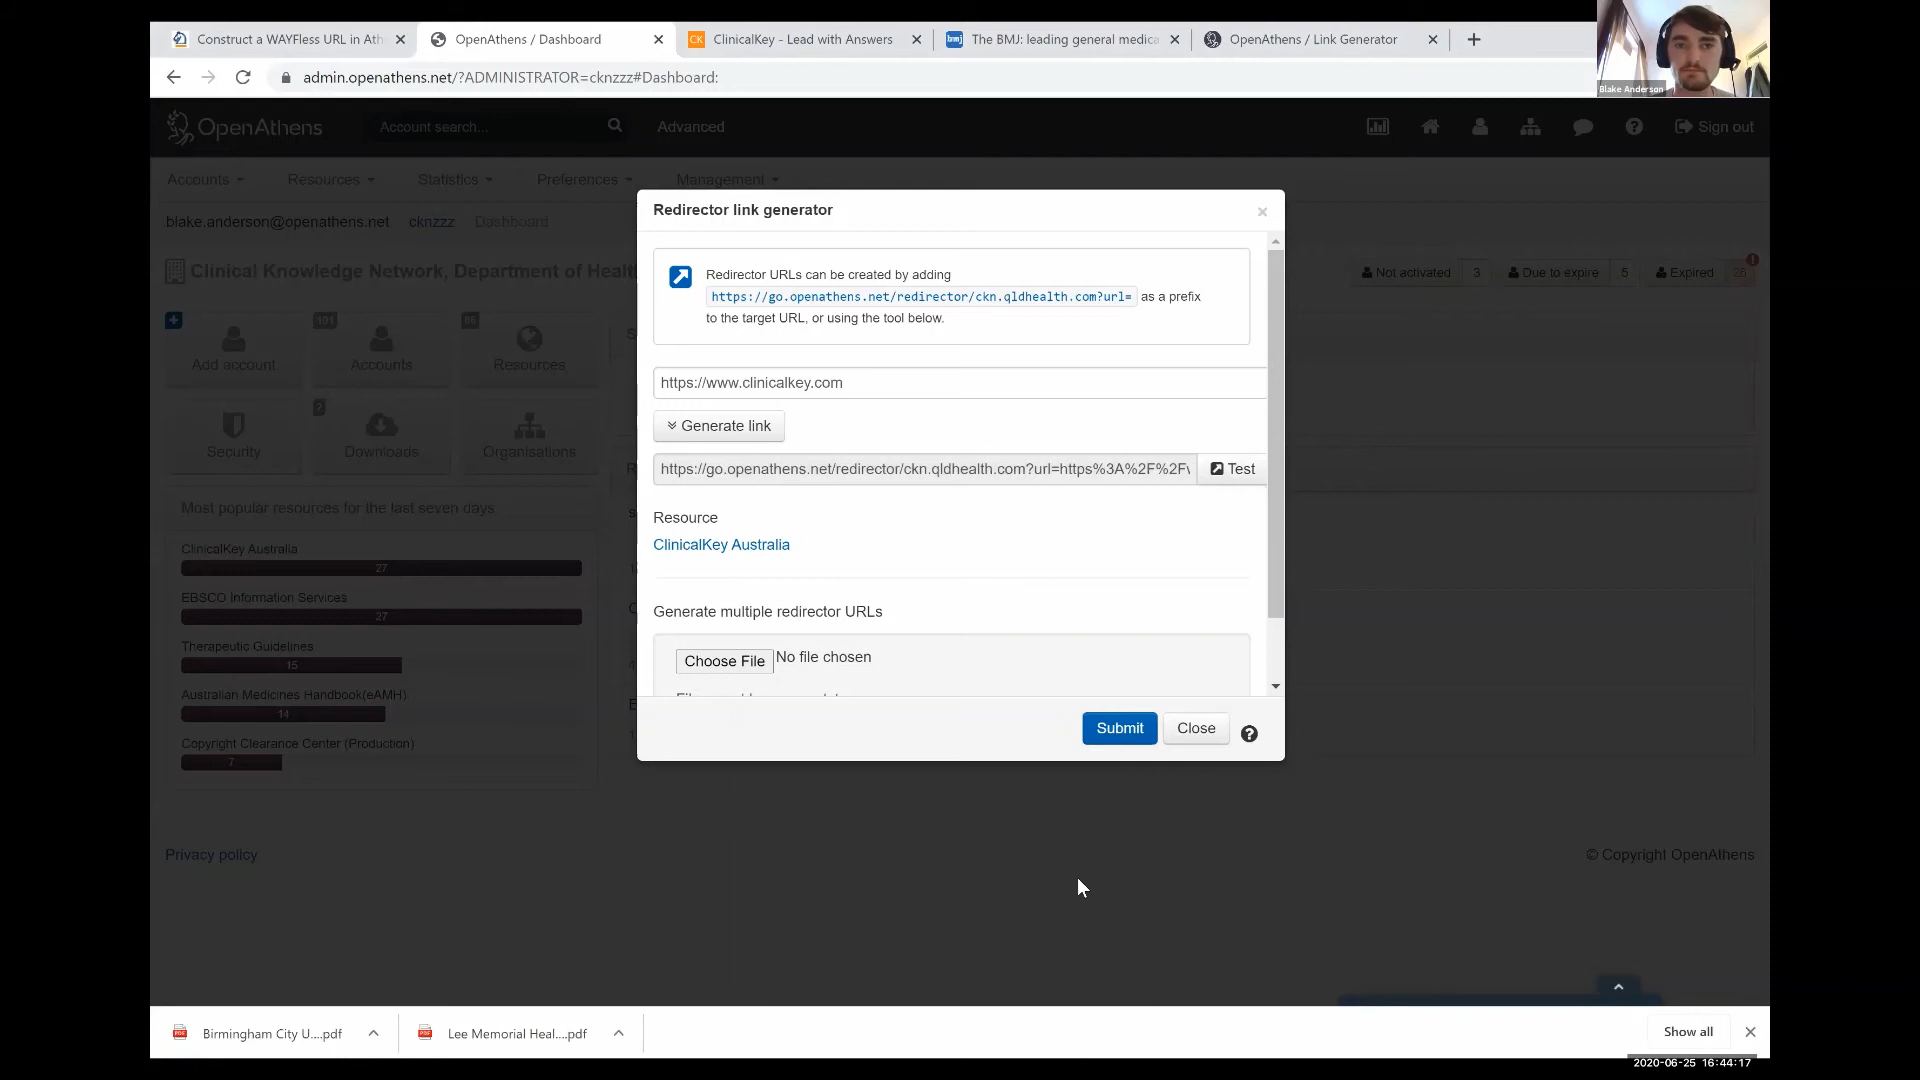 Construct a WAYFless URL in Ath
OpenAthens / Dashboard
CK
ClinicalKey - Lead with Answers
bmj
The BMJ: leading general medica
OpenAthens / Link Generator
admin.openathens.net/?ADMINISTRATOR=cknzzz#Dashboard:
Blake Anderson
OpenAthens
Account search...
Advanced
Sign out
Accounts
Resources
Statistics
Preferences
Management
blake.anderson@openathens.net
cknzzz
Dashboard
Clinical Knowledge Network, Department of Healt
Not activated 3
Due to expire 5
Expired 26
Add account
101
Accounts
86
Resources
Security
2
Downloads
Organisations
Most popular resources for the last seven days
ClinicalKey Australia
27
EBSCO Information Services
27
Therapeutic Guidelines
15
Australian Medicines Handbook(eAMH)
14
Copyright Clearance Center (Production)
7
Redirector link generator
Redirector URLs can be created by adding
https://go.openathens.net/redirector/ckn.qldhealth.com?url= as a prefix
to the target URL, or using the tool below.
https://www.clinicalkey.com
Generate link
https://go.openathens.net/redirector/ckn.qldhealth.com?url=https%3A%2F%2F
Test
Resource
ClinicalKey Australia
Generate multiple redirector URLs
Choose File No file chosen
Submit
Close
Privacy policy
© Copyright OpenAthens
Birmingham City U....pdf
Lee Memorial Heal....pdf
Show all
2020-06-25 16:44:17